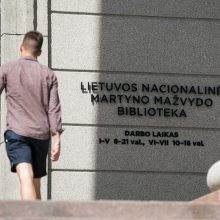 LIETUVOS NACIONALINĖ
MARTYNO MAŽVYDO
BIBLIOTEKA
DARBO LAIKAS
I-V 8-21 val., VI-VII 10-18 val.